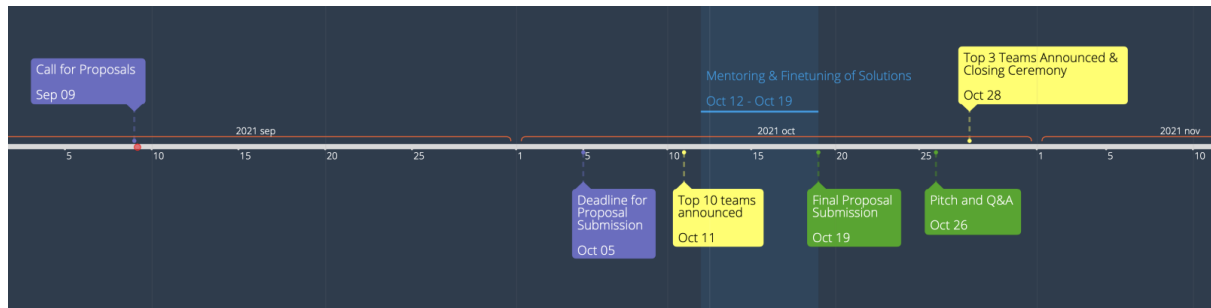 Call for Proposals
Sep 09
Mentoring & Finetuning of Solutions
Oct 12 - Oct 19
Top 3 Teams Announced &
Closing Ceremony
Oct 28
2021 sep
2021 oct
2021 nov
5
10
15
20
25
1
5
10
15
20
25
1
5
10
Deadline for
Proposal
Submission
Oct 05
Top 10 teams
announced
Oct 11
Final Proposal
Submission
Oct 19
Pitch and Q&A
Oct 26